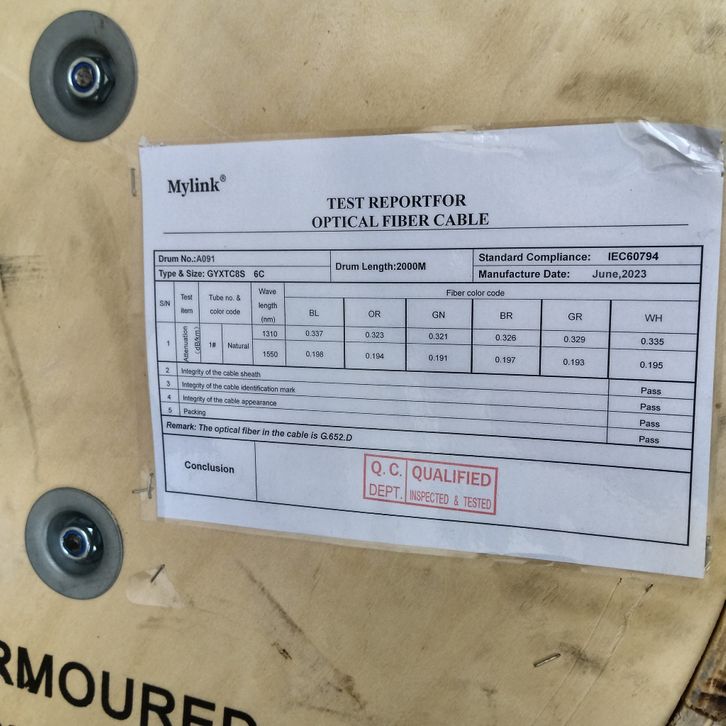 Mylink®
TEST REPORTFOR
OPTICAL FIBER CABLE
Drum No.:A091
Type & Size: GYXTC8S 6C
Drum Length:2000M
Standard Compliance: IEC60794
Manufacture Date: June,2023
S/N
Test item
Tube no. & color code
Wave length (nm)
Fiber color code
BL OR GN BR GR WH
1 Attenuation (dB/km) 1# Natural
1310 0.337 0.323 0.321 0.326 0.329 0.335
1550 0.198 0.194 0.191 0.197 0.193 0.195
2 Integrity of the cable sheath Pass
3 Integrity of the cable identification mark Pass
4 Integrity of the cable appearance Pass
5 Packing Pass
Remark: The optical fiber in the cable is G.652.D
Conclusion
Q.C. DEPT.
QUALIFIED
INSPECTED & TESTED
RMOURED